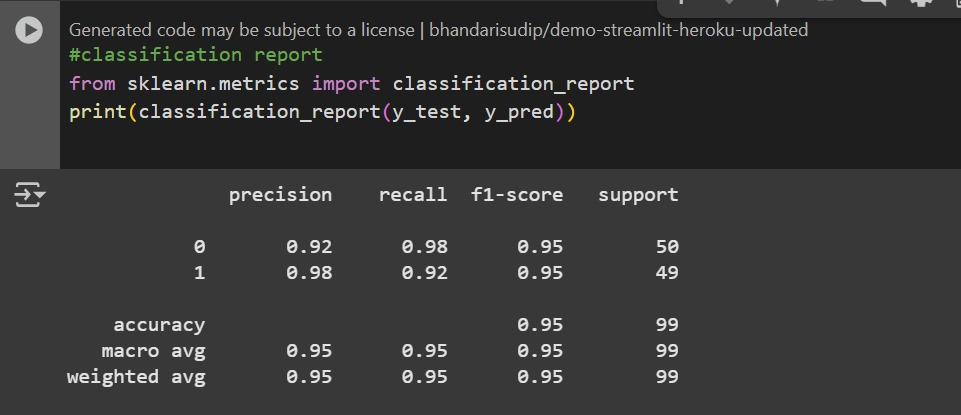 Generated code may be subject to a license | bhandarisudip/demo-streamlit-heroku-updated
#classification report
from sklearn.metrics import classification_report
print(classification_report(y_test, y_pred))
precision recall f1-score support
0 0.92 0.98 0.95 50
1 0.98 0.92 0.95 49
accuracy 0.95 99
macro avg 0.95 0.95 0.95 99
weighted avg 0.95 0.95 0.95 99